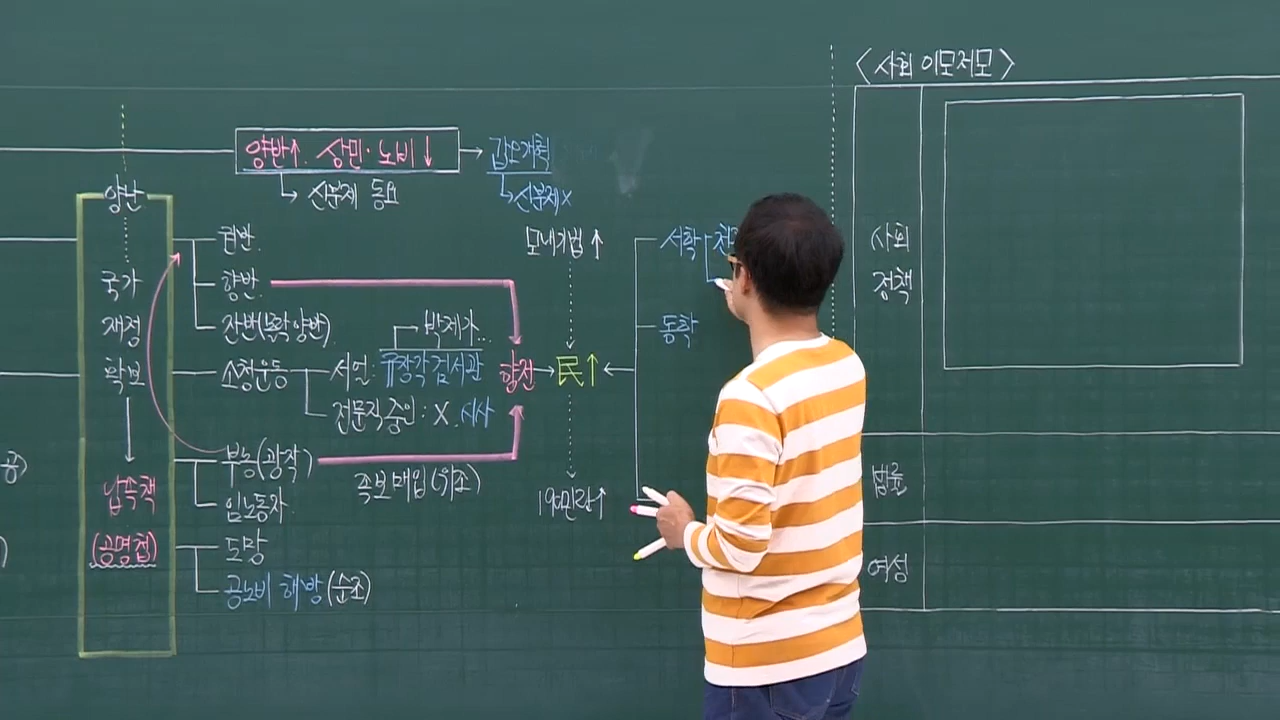 <사회 이모저모>
양반↑. 상민·노비↓ → 갑오개혁
신분제 동요
신분제 X
양난
국가
재정
확보
납속책
(공명첩)
권반.
향반.
잔반(몰락 양반)
소청운동
서얼: 규장각 검서관
박제가...
전문직 중인: X. 시사
부농(광작)
임노동자.
족보 매입(위조)
도망
공노비 해방(순조)
향전 → 民↑ ←
모내기법↑
19C민란↑
서학
동학
사회
정책
법률
여성